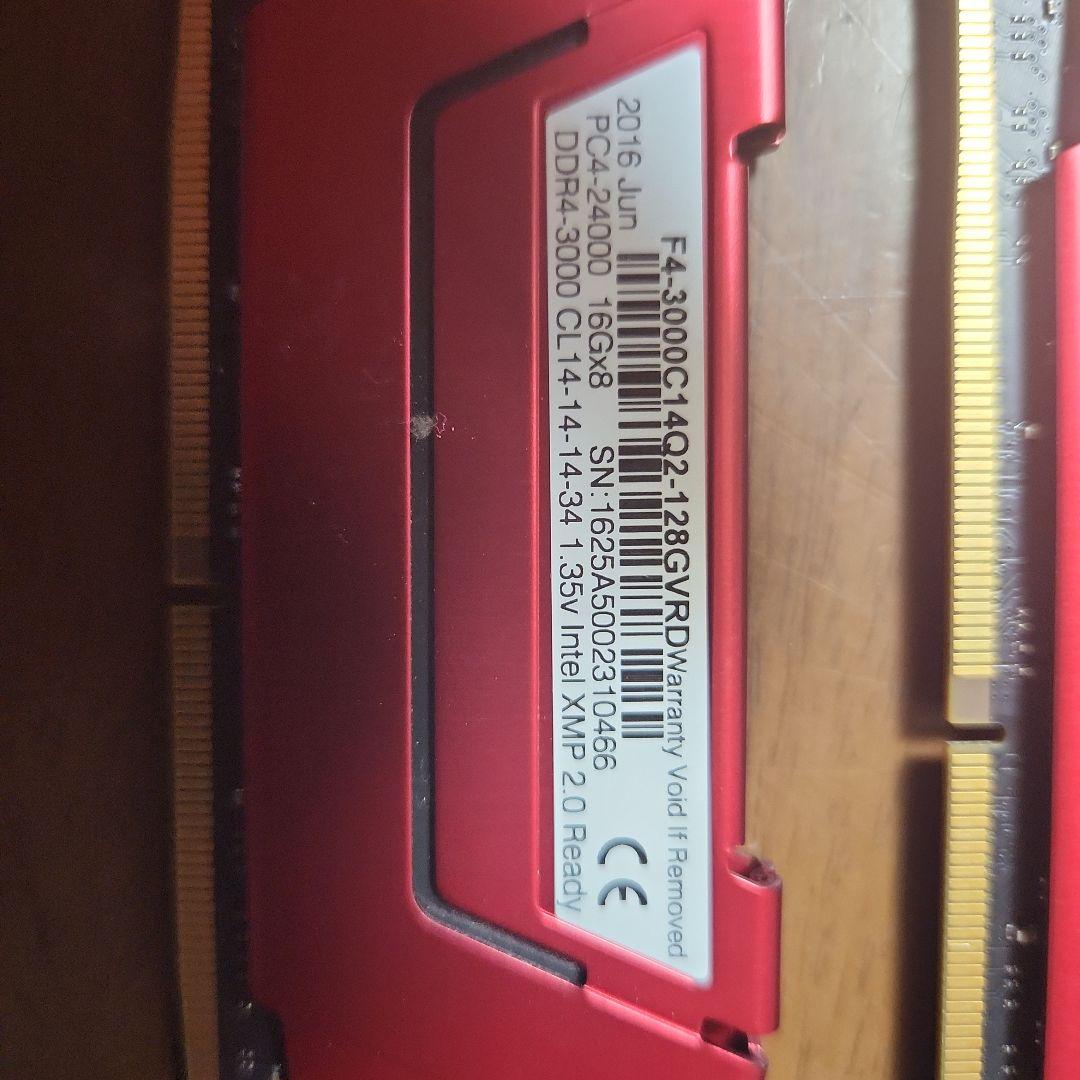 F4-3000C14Q2-128GVRD Warranty Void If Removed
2016 Jun
PC4-24000 16Gx8 SN:1625A5002310466
DDR4-3000 CL14-14-14-34 1.35v Intel XMP 2.0 Ready
CE